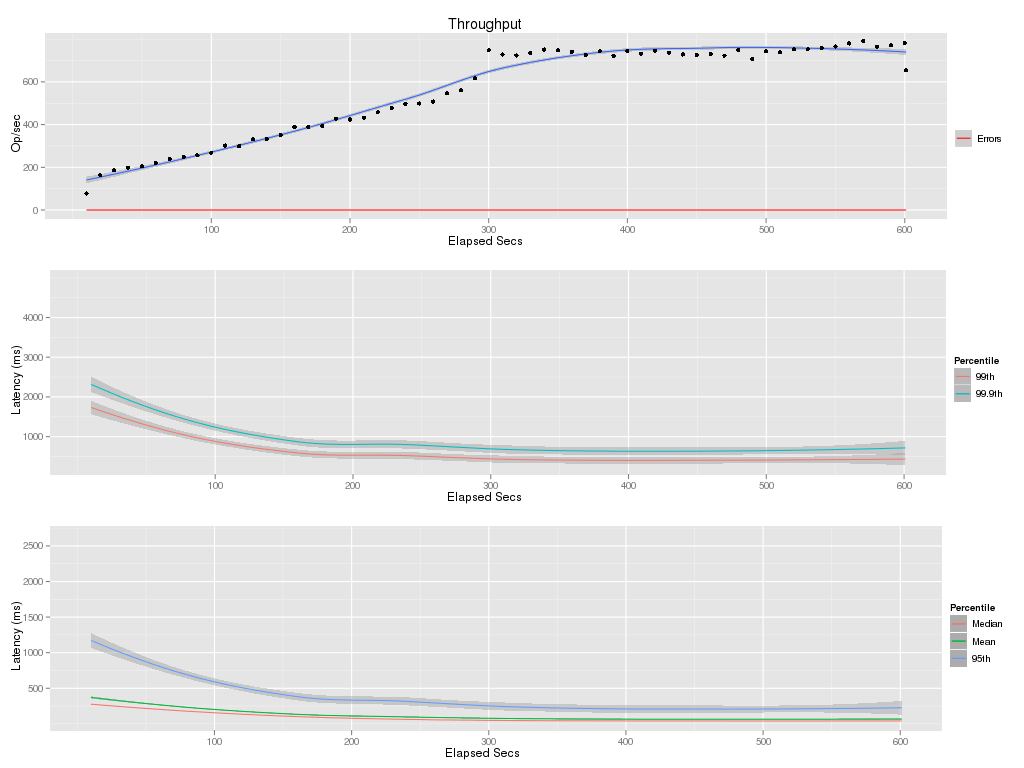 Throughput
Op/sec
600
400
200
0
100 200 300 400 500 600
Elapsed Secs
Errors
Latency (ms)
4000
3000
2000
1000
100 200 300 400 500 600
Elapsed Secs
Percentile
99th
99.9th
Latency (ms)
2500
2000
1500
1000
500
100 200 300 400 500 600
Elapsed Secs
Percentile
Median
Mean
95th